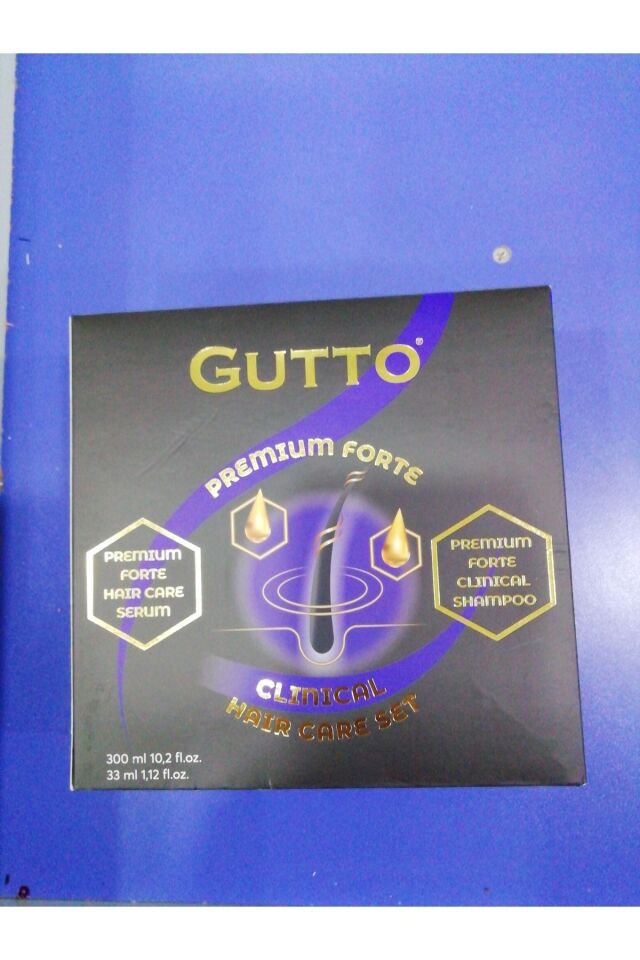 GUTTO®
PREMIUM FORTE
PREMIUM
FORTE
HAIR CARE
SERUM
PREMIUM
FORTE
CLINICAL
SHAMPOO
CLINICAL
HAIR CARE SET
300 ml 10,2 fl.oz.
33 ml 1,12 fl.oz.